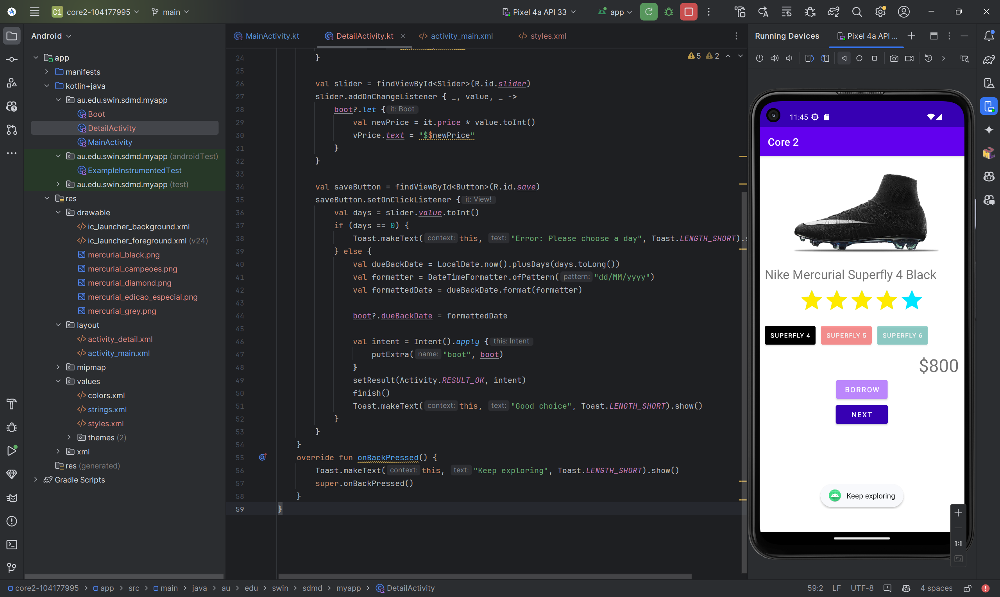 C1 core2-104177995 main Pixel 4a API 33 app
Android
app
manifests
kotlin+java
au.edu.swin.sdmd.myapp
Boot
DetailActivity
MainActivity
au.edu.swin.sdmd.myapp (androidTest)
ExampleInstrumentedTest
au.edu.swin.sdmd.myapp (test)
res
drawable
ic_launcher_background.xml
ic_launcher_foreground.xml (v24)
mercurial_black.png
mercurial_campeoes.png
mercurial_diamond.png
mercurial_edicao_especial.png
mercurial_grey.png
layout
activity_detail.xml
activity_main.xml
mipmap
values
colors.xml
strings.xml
styles.xml
themes (2)
xml
res (generated)
Gradle Scripts
MainActivity.kt DetailActivity.kt activity_main.xml styles.xml
5 2
24 }
25
26 val slider = findViewById<Slider>(R.id.slider)
27 slider.addOnChangeListener { _, value, _ ->
28 boot?.let { it: Boot
29 val newPrice = it.price * value.toInt()
30 vPrice.text = "$$newPrice"
31 }
32 }
33
34 val saveButton = findViewById<Button>(R.id.save)
35 saveButton.setOnClickListener { it: View!
36 val days = slider.value.toInt()
37 if (days == 0) {
38 Toast.makeText( context: this, text: "Error: Please choose a day", Toast.LENGTH_SHORT).s
39 } else {
40 val dueBackDate = LocalDate.now().plusDays(days.toLong())
41 val formatter = DateTimeFormatter.ofPattern( pattern: "dd/MM/yyyy")
42 val formattedDate = dueBackDate.format(formatter)
43
44 boot?.dueBackDate = formattedDate
45
46 val intent = Intent().apply { this: Intent
47 putExtra( name: "boot", boot)
48 }
49 setResult(Activity.RESULT_OK, intent)
50 finish()
51 Toast.makeText( context: this, text: "Good choice", Toast.LENGTH_SHORT).show()
52 }
53 }
54 }
55 override fun onBackPressed() {
56 Toast.makeText( context: this, text: "Keep exploring", Toast.LENGTH_SHORT).show()
57 super.onBackPressed()
58 }
59 }
Running Devices Pixel 4a API ...
11:45
Core 2
Nike Mercurial Superfly 4 Black
SUPERFLY 4 SUPERFLY 5 SUPERFLY 6
$800
BORROW
NEXT
Keep exploring
1:1
core2-104177995 > app > src > main > java > au > edu > swin > sdmd > myapp > DetailActivity 59:2 LF UTF-8 4 spaces